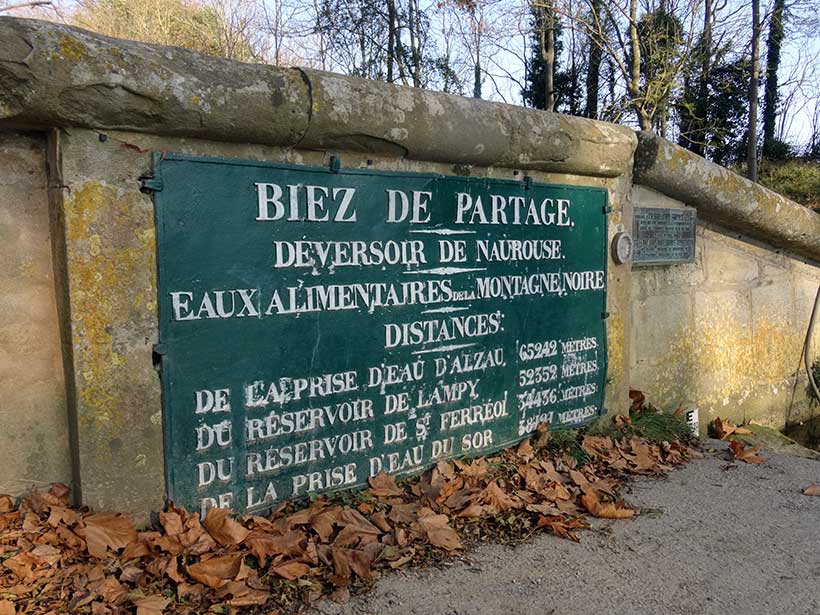 BIEZ DE PARTAGE.
DÉVERSOIR DE NAUROUSE.
EAUX ALIMENTAIRES DE LA MONTAGNE NOIRE
DISTANCES:
DE LA PRISE D'EAU D'ALZAU, 65242 MÈTRES.
DU RÉSERVOIR DE LAMPY, 52352 MÈTRES.
DU RÉSERVOIR DE ST FERRÉOL 34436 MÈTRES.
DE LA PRISE D'EAU DU SOR MÈTRES.